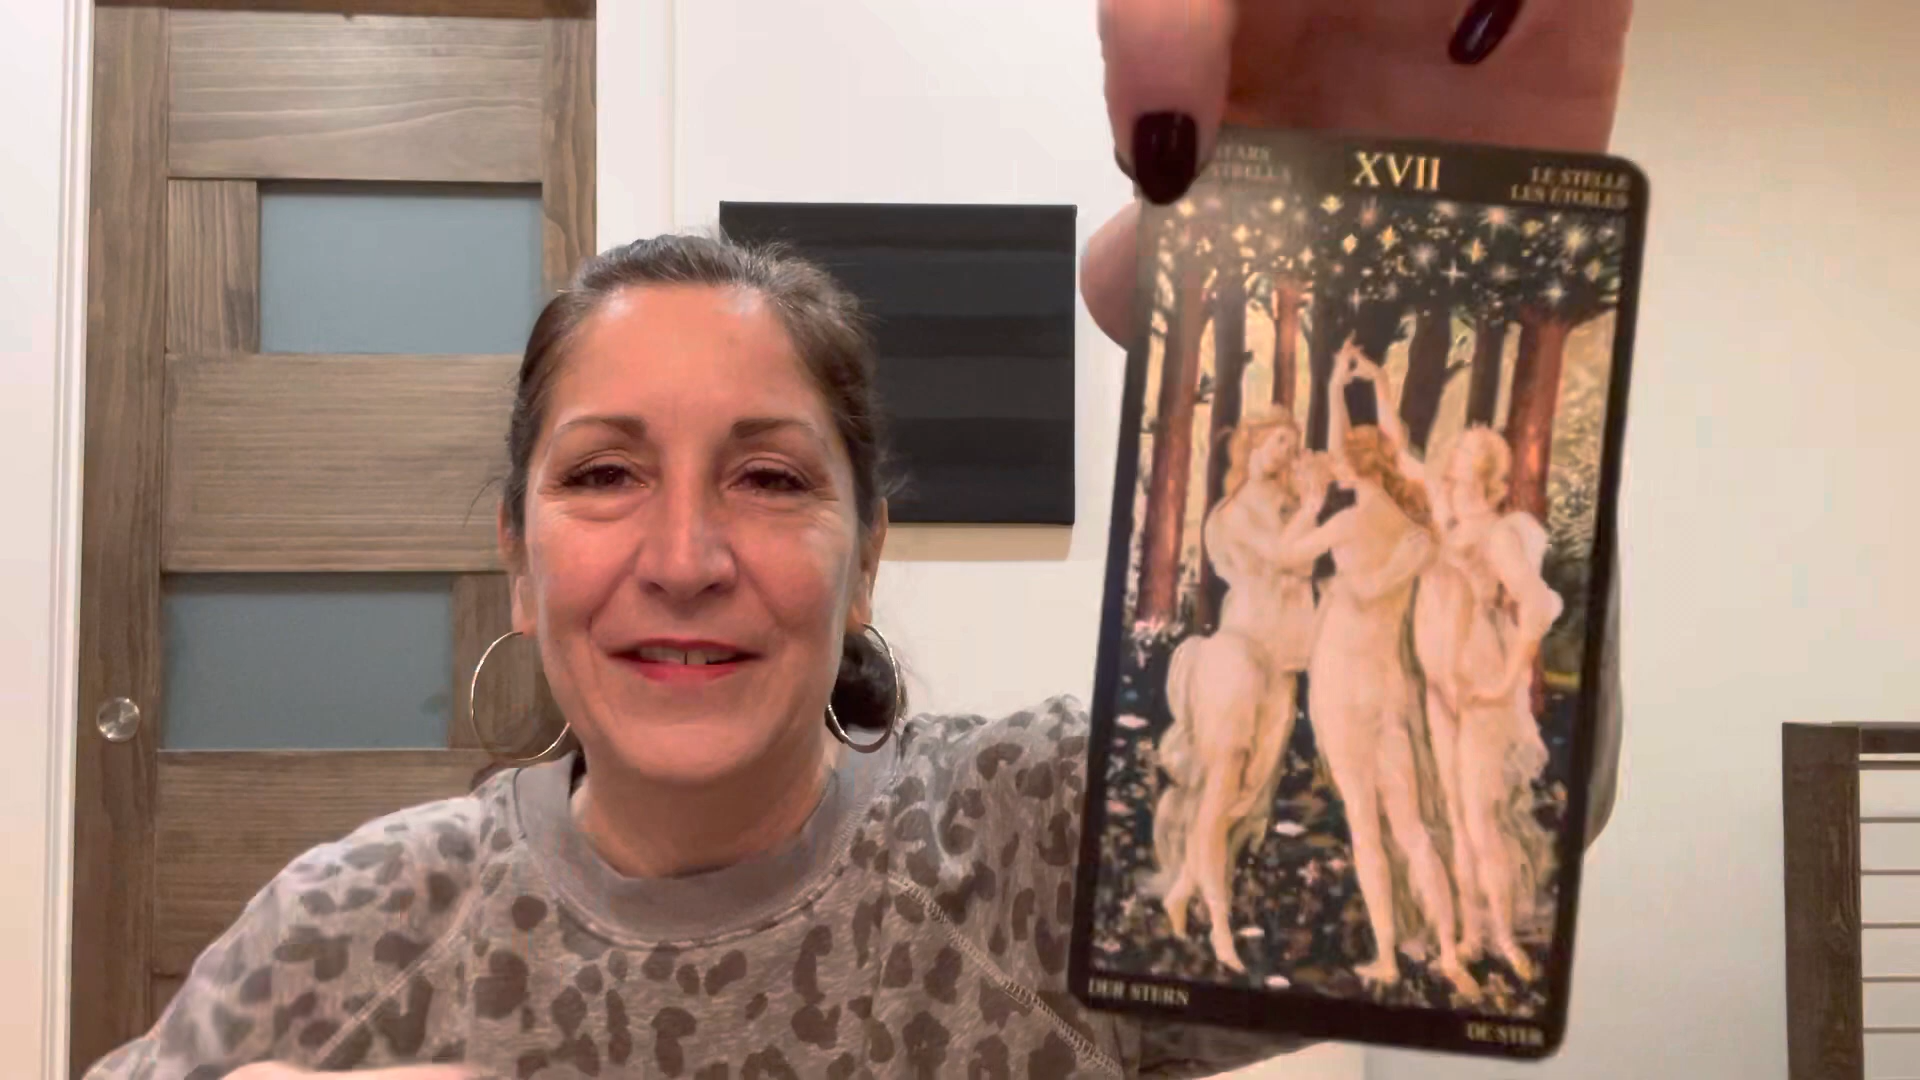 XVII
LE STELLE
LES ÉTOILES
DER STERN
DE STER